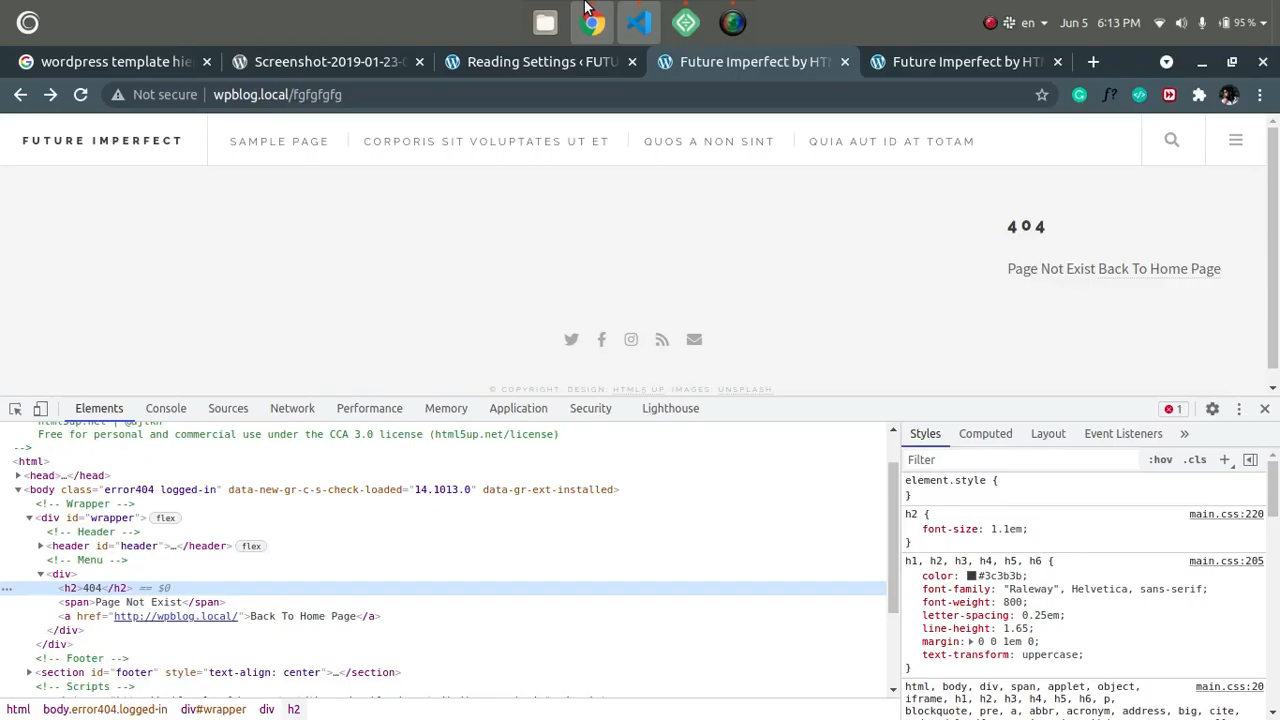 en Jun 5 6:13 PM 95 %
wordpress template hie Screenshot-2019-01-23-0 Reading Settings ‹ FUTU Future Imperfect by HTM Future Imperfect by HTM
Not secure wpblog.local/fgfgfgfg
FUTURE IMPERFECT SAMPLE PAGE CORPORIS SIT VOLUPTATES UT ET QUOS A NON SINT QUIA AUT ID AT TOTAM
404
Page Not Exist Back To Home Page
© COPYRIGHT. DESIGN: HTML5 UP. IMAGES: UNSPLASH.
Elements Console Sources Network Performance Memory Application Security Lighthouse 1
html5up.net | @ajlkn
Free for personal and commercial use under the CCA 3.0 license (html5up.net/license)
-->
<html>
<head>…</head>
<body class="error404 logged-in" data-new-gr-c-s-check-loaded="14.1013.0" data-gr-ext-installed>
<!-- Wrapper -->
<div id="wrapper"> flex
<!-- Header -->
<header id="header">…</header> flex
<!-- Menu -->
<div>
<h2>404</h2> == $0
<span>Page Not Exist</span>
<a href="http://wpblog.local/">Back To Home Page</a>
</div>
</div>
<!-- Footer -->
<section id="footer" style="text-align: center">…</section>
<!-- Scripts -->
html body.error404.logged-in div#wrapper div h2
Styles Computed Layout Event Listeners »
Filter :hov .cls +
element.style {
}
h2 { main.css:220
font-size: 1.1em;
}
h1, h2, h3, h4, h5, h6 { main.css:205
color: #3c3b3b;
font-family: "Raleway", Helvetica, sans-serif;
font-weight: 800;
letter-spacing: 0.25em;
line-height: 1.65;
margin: 0 0 1em 0;
text-transform: uppercase;
}
html, body, div, span, applet, object, main.css:20
iframe, h1, h2, h3, h4, h5, h6, p,
blockquote, pre, a, abbr, acronym, address, big, cite,